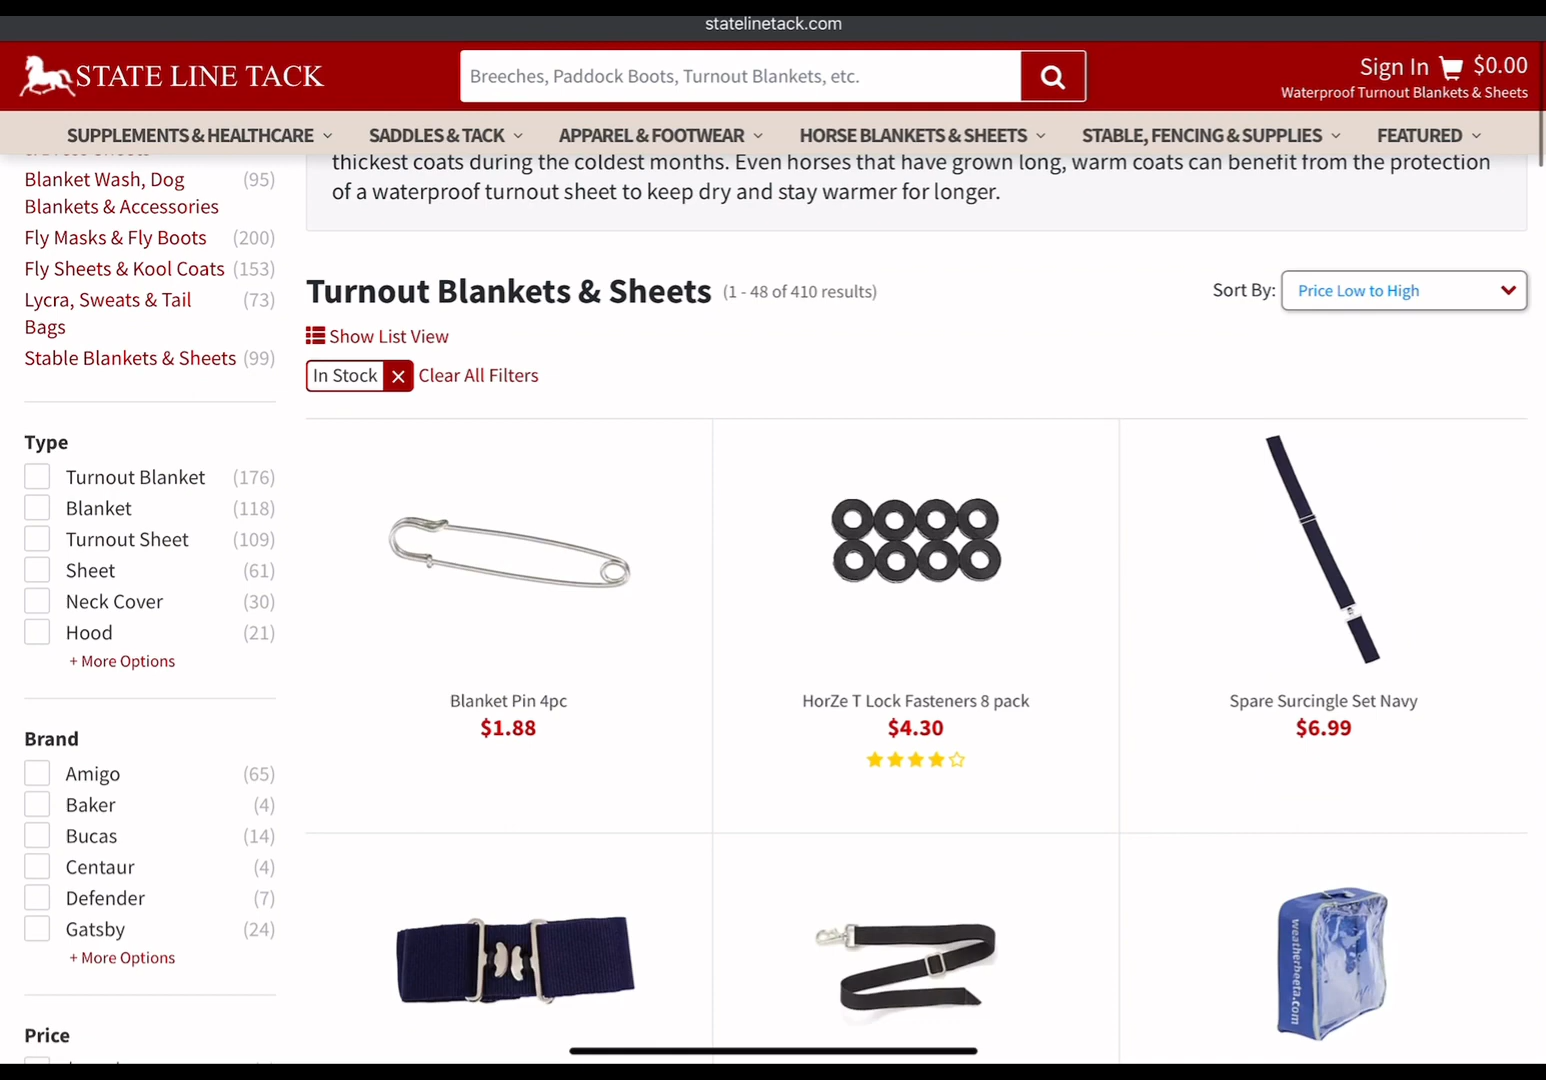 statelinetack.com
STATE LINE TACK
Breeches, Paddock Boots, Turnout Blankets, etc.
Sign In
$0.00
Waterproof Turnout Blankets & Sheets
SUPPLEMENTS & HEALTHCARE
SADDLES & TACK
APPAREL & FOOTWEAR
HORSE BLANKETS & SHEETS
STABLE, FENCING & SUPPLIES
FEATURED
Blanket Wash, Dog (95)
Blankets & Accessories
Fly Masks & Fly Boots (200)
Fly Sheets & Kool Coats (153)
Lycra, Sweats & Tail (73)
Bags
Stable Blankets & Sheets (99)
Type
Turnout Blanket (176)
Blanket (118)
Turnout Sheet (109)
Sheet (61)
Neck Cover (30)
Hood (21)
+ More Options
Brand
Amigo (65)
Baker (4)
Bucas (14)
Centaur (4)
Defender (7)
Gatsby (24)
+ More Options
Price
thickest coats during the coldest months. Even horses that have grown long, warm coats can benefit from the protection
of a waterproof turnout sheet to keep dry and stay warmer for longer.
Turnout Blankets & Sheets (1 - 48 of 410 results)
Sort By: Price Low to High
Show List View
In Stock
Clear All Filters
Blanket Pin 4pc
$1.88
HorZe T Lock Fasteners 8 pack
$4.30
Spare Surcingle Set Navy
$6.99
weatherbeeta.com